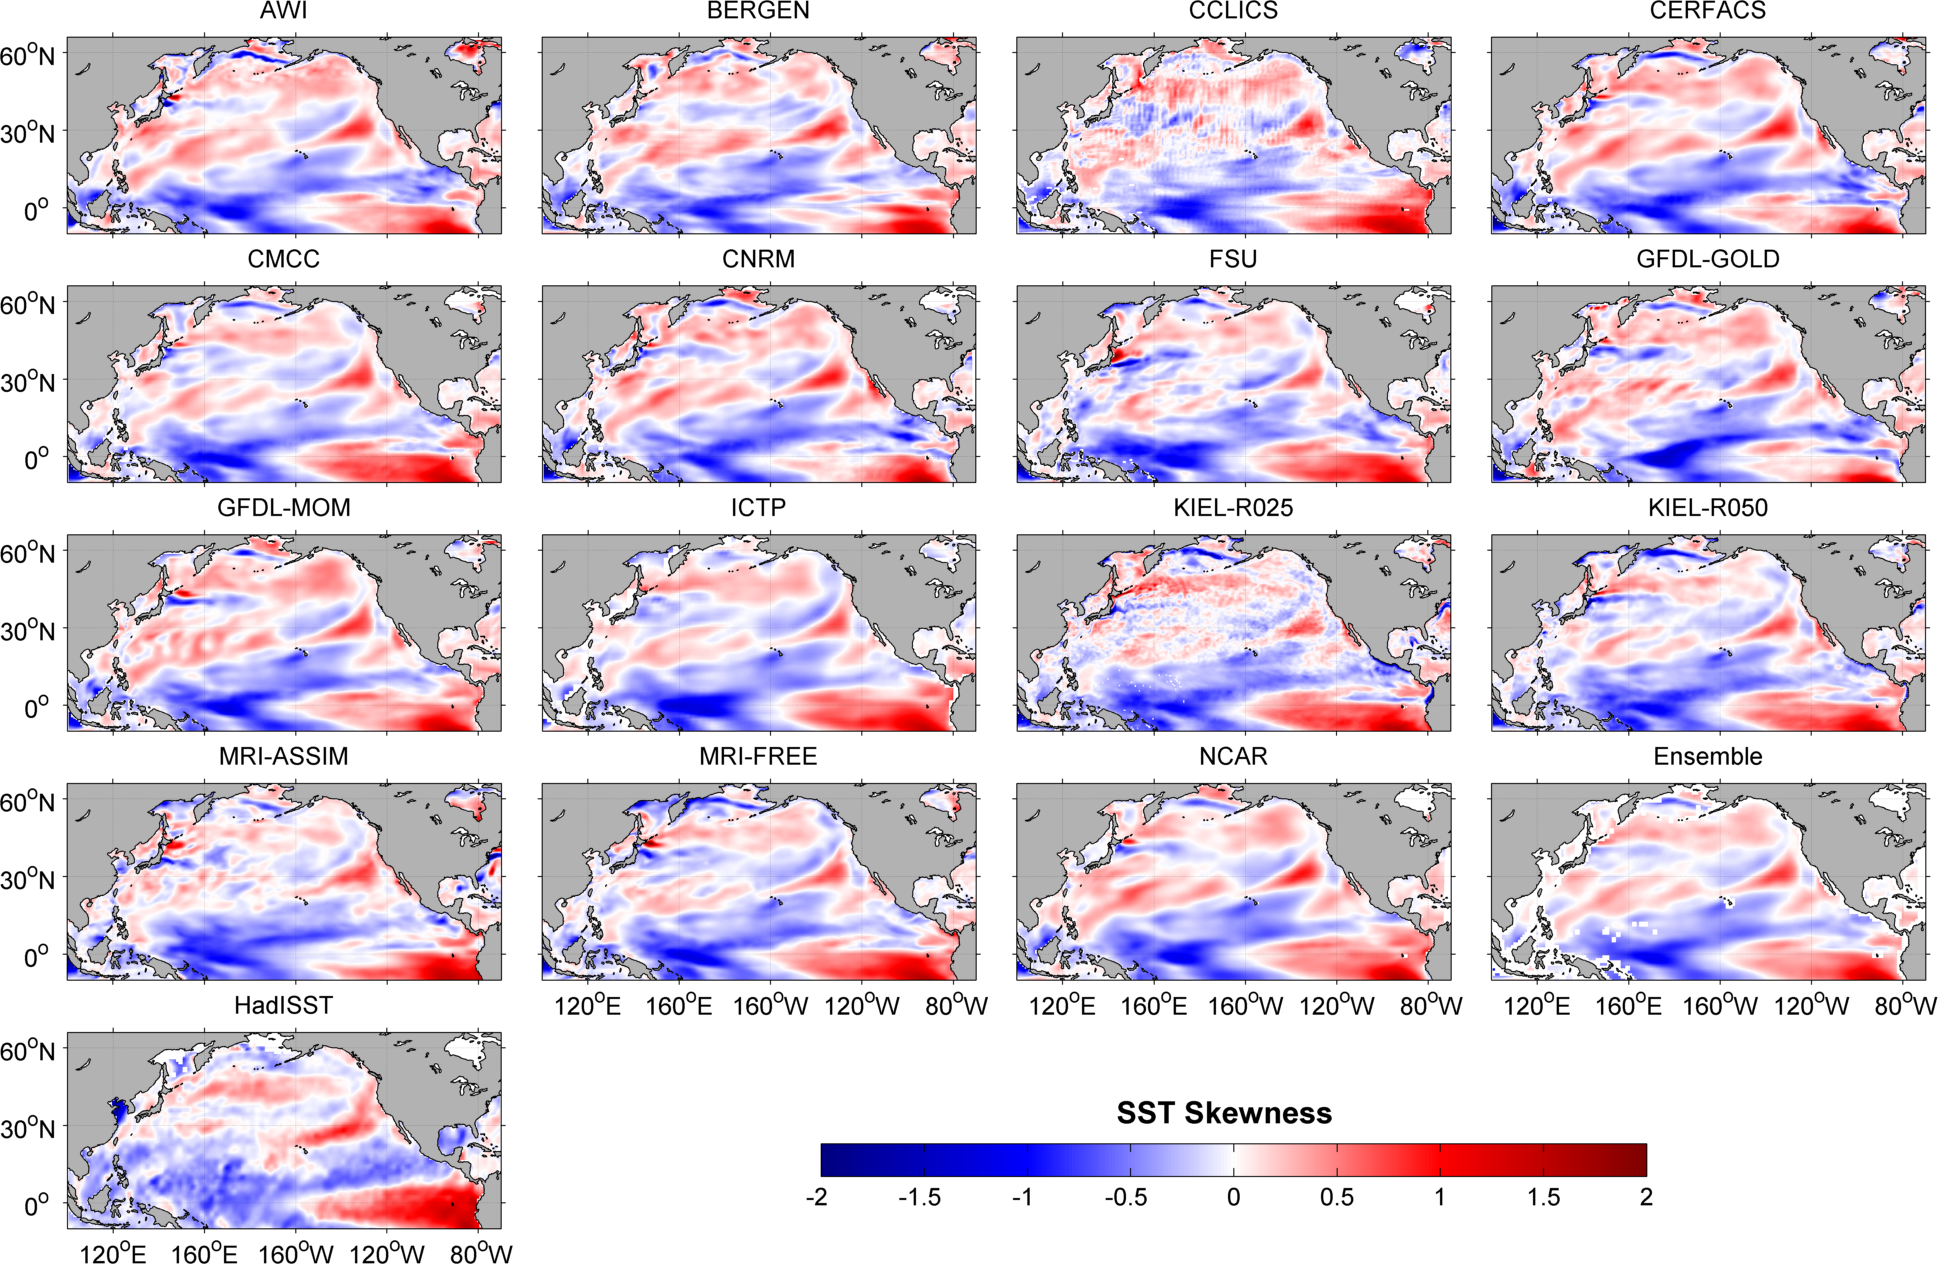 AWI BERGEN CCLICS CERFACS
60°N
30°N
0°
CMCC CNRM FSU GFDL-GOLD
60°N
30°N
0°
GFDL-MOM ICTP KIEL-R025 KIEL-R050
60°N
30°N
0°
MRI-ASSIM MRI-FREE NCAR Ensemble
60°N
30°N
0°
120°E 160°E 160°W 120°W 80°W 120°E 160°E 160°W 120°W 80°W 120°E 160°E 160°W 120°W 80°W
HadISST
60°N
30°N
0°
120°E 160°E 160°W 120°W 80°W
SST Skewness
-2 -1.5 -1 -0.5 0 0.5 1 1.5 2